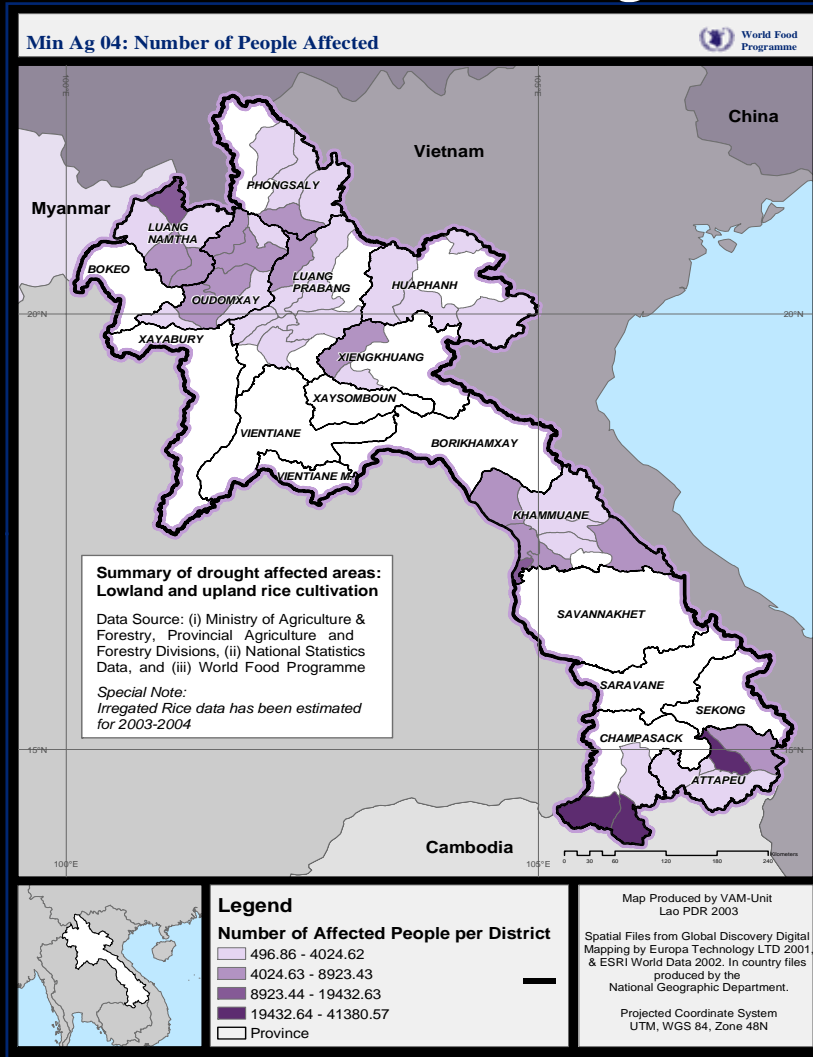 Min Ag 04: Number of People Affected
World Food
Programme
100°E
105°E
China
Vietnam
Myanmar
PHONGSALY
LUANG
NAMTHA
BOKEO
LUANG
PRABANG
HUAPHANH
OUDOMXAY
20°N
20°N
XAYABURY
XIENGKHUANG
XAYSOMBOUN
VIENTIANE
BORIKHAMXAY
VIENTIANE M.
KHAMMUANE
Summary of drought affected areas:
Lowland and upland rice cultivation
Data Source: (i) Ministry of Agriculture &
Forestry, Provincial Agriculture and
Forestry Divisions, (ii) National Statistics
Data, and (iii) World Food Programme
Special Note:
Irregated Rice data has been estimated
for 2003-2004
SAVANNAKHET
SARAVANE
SEKONG
CHAMPASACK
15°N
15°N
ATTAPEU
Cambodia
Kilometers
0 30 60 120 180 240
100°E
105°E
Legend
Number of Affected People per District
496.86 - 4024.62
4024.63 - 8923.43
8923.44 - 19432.63
19432.64 - 41380.57
Province
Map Produced by VAM-Unit
Lao PDR 2003
Spatial Files from Global Discovery Digital
Mapping by Europa Technology LTD 2001,
& ESRI World Data 2002. In country files
produced by the
National Geographic Department.
Projected Coordinate System
UTM, WGS 84, Zone 48N